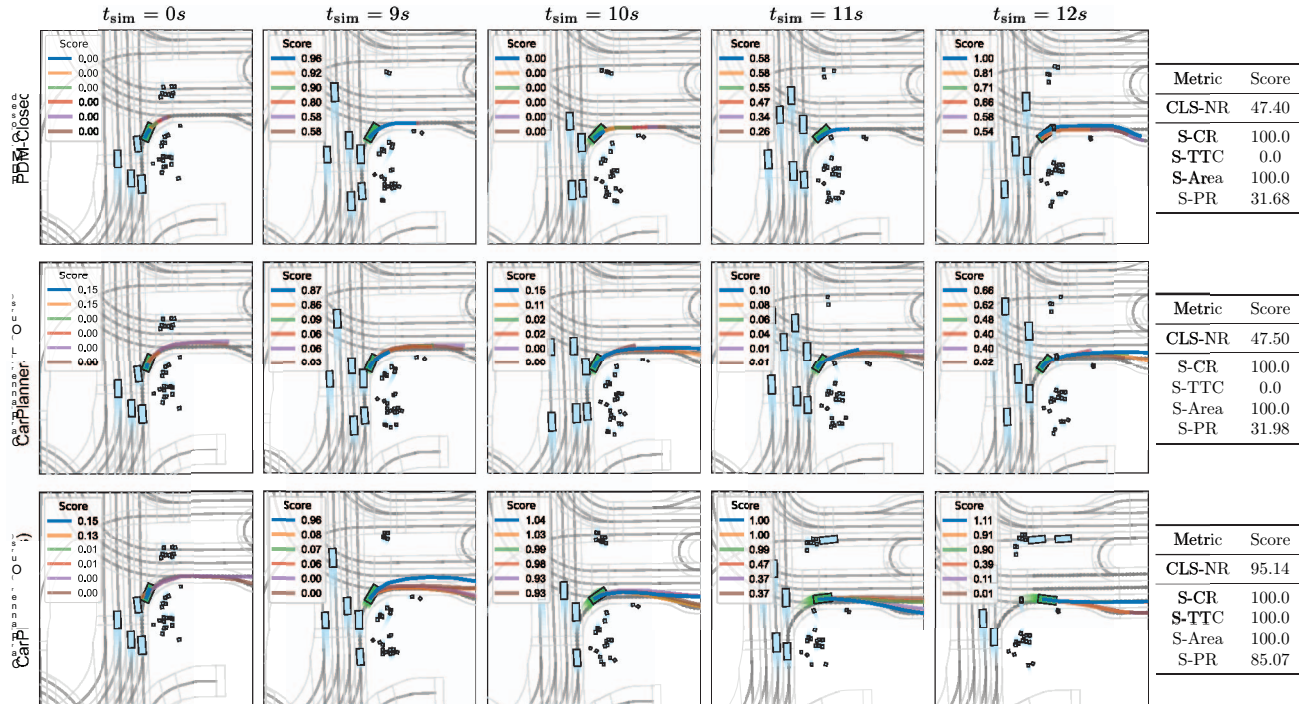 t_sim = 0s
t_sim = 9s
t_sim = 10s
t_sim = 11s
t_sim = 12s
PDM-Closed
Score
0.00
0.00
0.00
0.00
0.00
0.00
Score
0.96
0.92
0.90
0.80
0.58
0.58
Score
0.00
0.00
0.00
0.00
0.00
0.00
Score
0.58
0.58
0.55
0.47
0.34
0.26
Score
1.00
0.81
0.71
0.66
0.58
0.54
Metric Score
CLS-NR 47.40
S-CR 100.0
S-TTC 0.0
S-Area 100.0
S-PR 31.68
CarPlanner
Score
0.15
0.15
0.00
0.00
0.00
0.00
Score
0.87
0.86
0.09
0.06
0.06
0.03
Score
0.15
0.11
0.02
0.02
0.00
0.00
Score
0.10
0.08
0.06
0.04
0.01
0.01
Score
0.66
0.62
0.48
0.40
0.40
0.02
Metric Score
CLS-NR 47.50
S-CR 100.0
S-TTC 0.0
S-Area 100.0
S-PR 31.98
Score
0.15
0.13
0.01
0.01
0.00
0.00
Score
0.96
0.08
0.07
0.06
0.00
0.00
Score
1.04
1.03
0.99
0.98
0.93
0.93
Score
1.00
1.00
0.99
0.47
0.37
0.37
Score
1.11
0.91
0.90
0.39
0.11
0.01
Metric Score
CLS-NR 95.14
S-CR 100.0
S-TTC 100.0
S-Area 100.0
S-PR 85.07